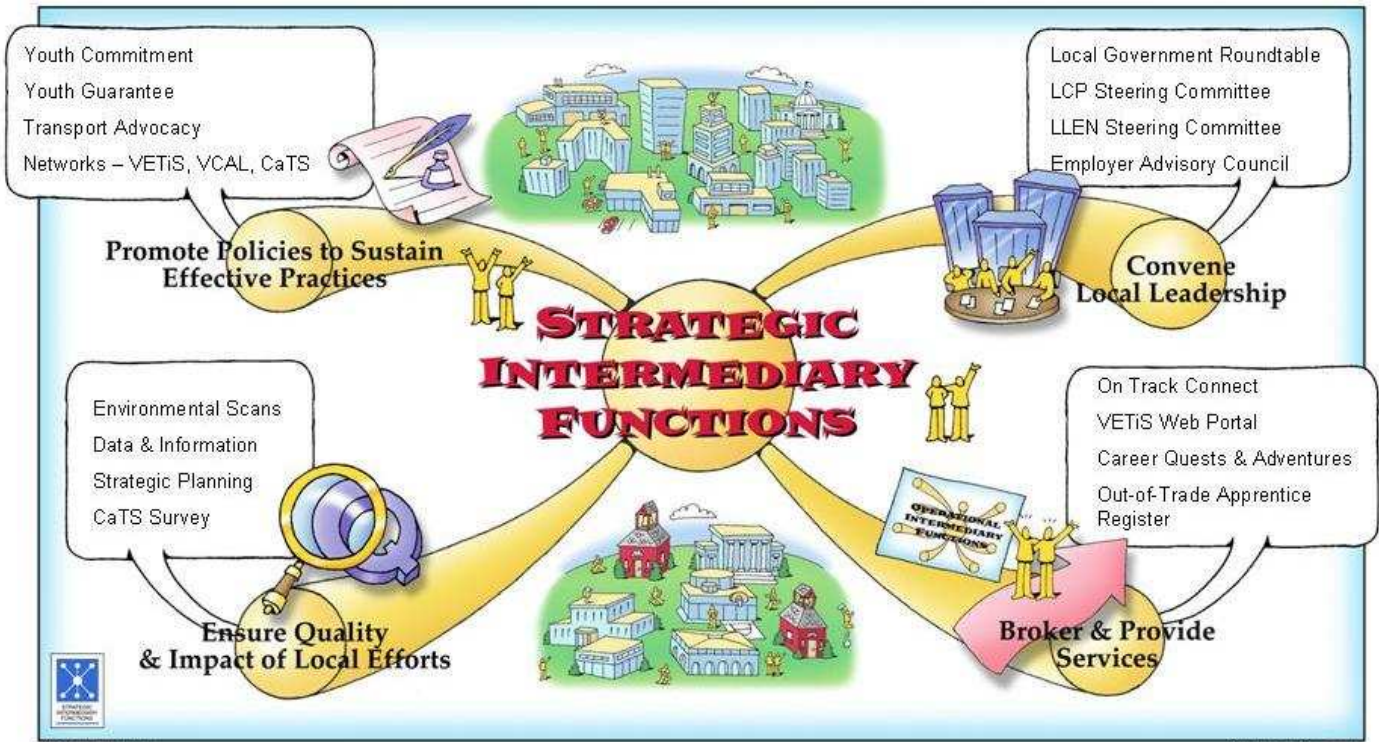 Youth Commitment
Youth Guarantee
Transport Advocacy
Networks – VETiS, VCAL, CaTS
Promote Policies to Sustain
Effective Practices
Local Government Roundtable
LCP Steering Committee
LLEN Steering Committee
Employer Advisory Council
Convene
Local Leadership
STRATEGIC
INTERMEDIARY
FUNCTIONS
Environmental Scans
Data & Information
Strategic Planning
CaTS Survey
Ensure Quality
& Impact of Local Efforts
On Track Connect
VETiS Web Portal
Career Quests & Adventures
Out-of-Trade Apprentice
Register
OPERATIONAL
INTERMEDIARY
FUNCTIONS
Broker & Provide
Services
STRATEGIC
INTERMEDIARY
FUNCTIONS